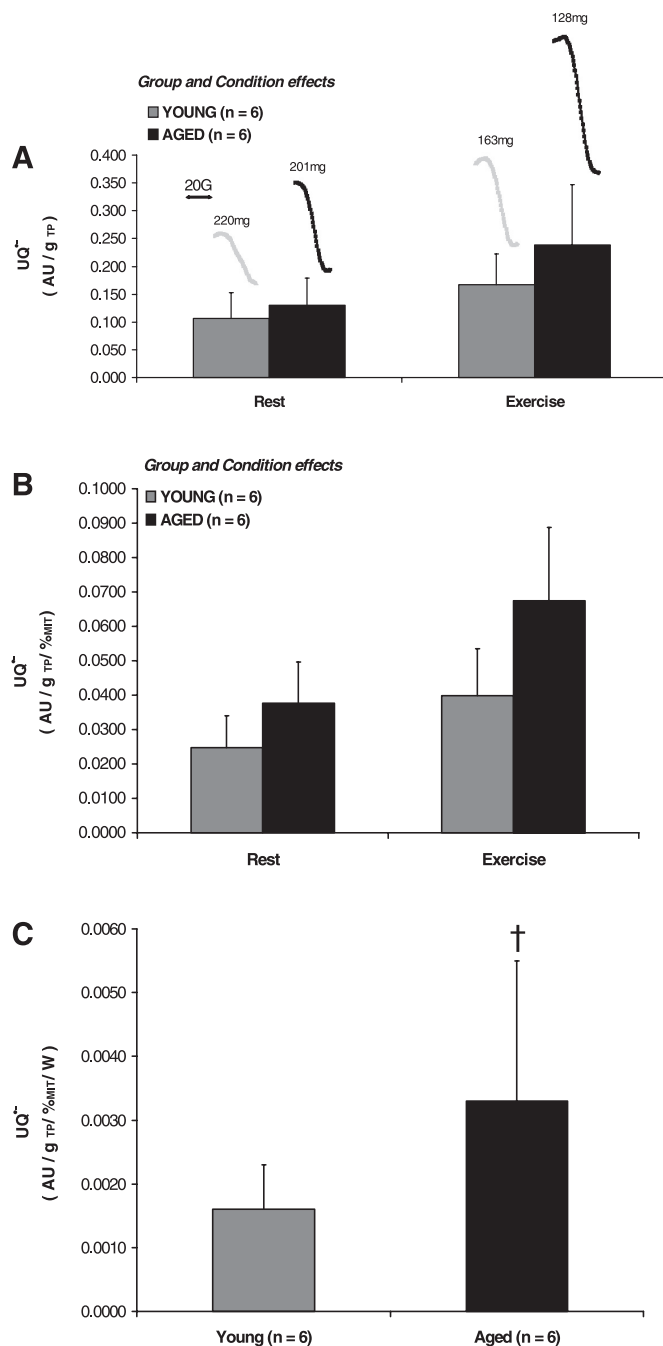 128mg
Group and Condition effects
YOUNG (n = 6)
AGED (n = 6)
A
163mg
201mg
20G
220mg
0.400
0.350
0.300
0.250
0.200
0.150
0.100
0.050
0.000
UQ•–
( AU / g TP)
Rest Exercise
Group and Condition effects
B
YOUNG (n = 6)
AGED (n = 6)
0.1000
0.0900
0.0800
0.0700
0.0600
0.0500
0.0400
0.0300
0.0200
0.0100
0.0000
UQ•–
( AU / g TP/ %MIT)
Rest Exercise
C
†
0.0060
0.0050
0.0040
0.0030
0.0020
0.0010
0.0000
UQ•–
( AU / g TP/ %MIT/ W)
Young (n = 6) Aged (n = 6)